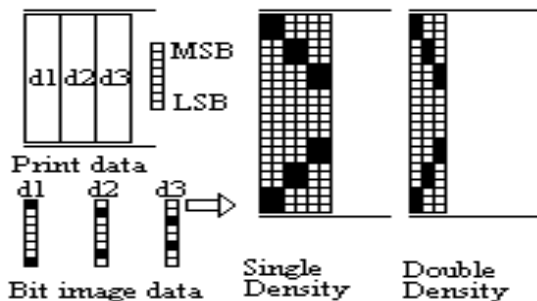 MSB
d1 d2 d3
LSB
Print data
d1 d2 d3
Bit image data
Single
Density
Double
Density